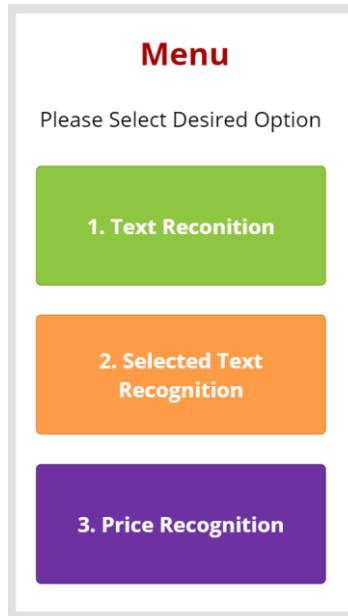 Menu
Please Select Desired Option
1. Text Reconition
2. Selected Text
Recognition
3. Price Recognition